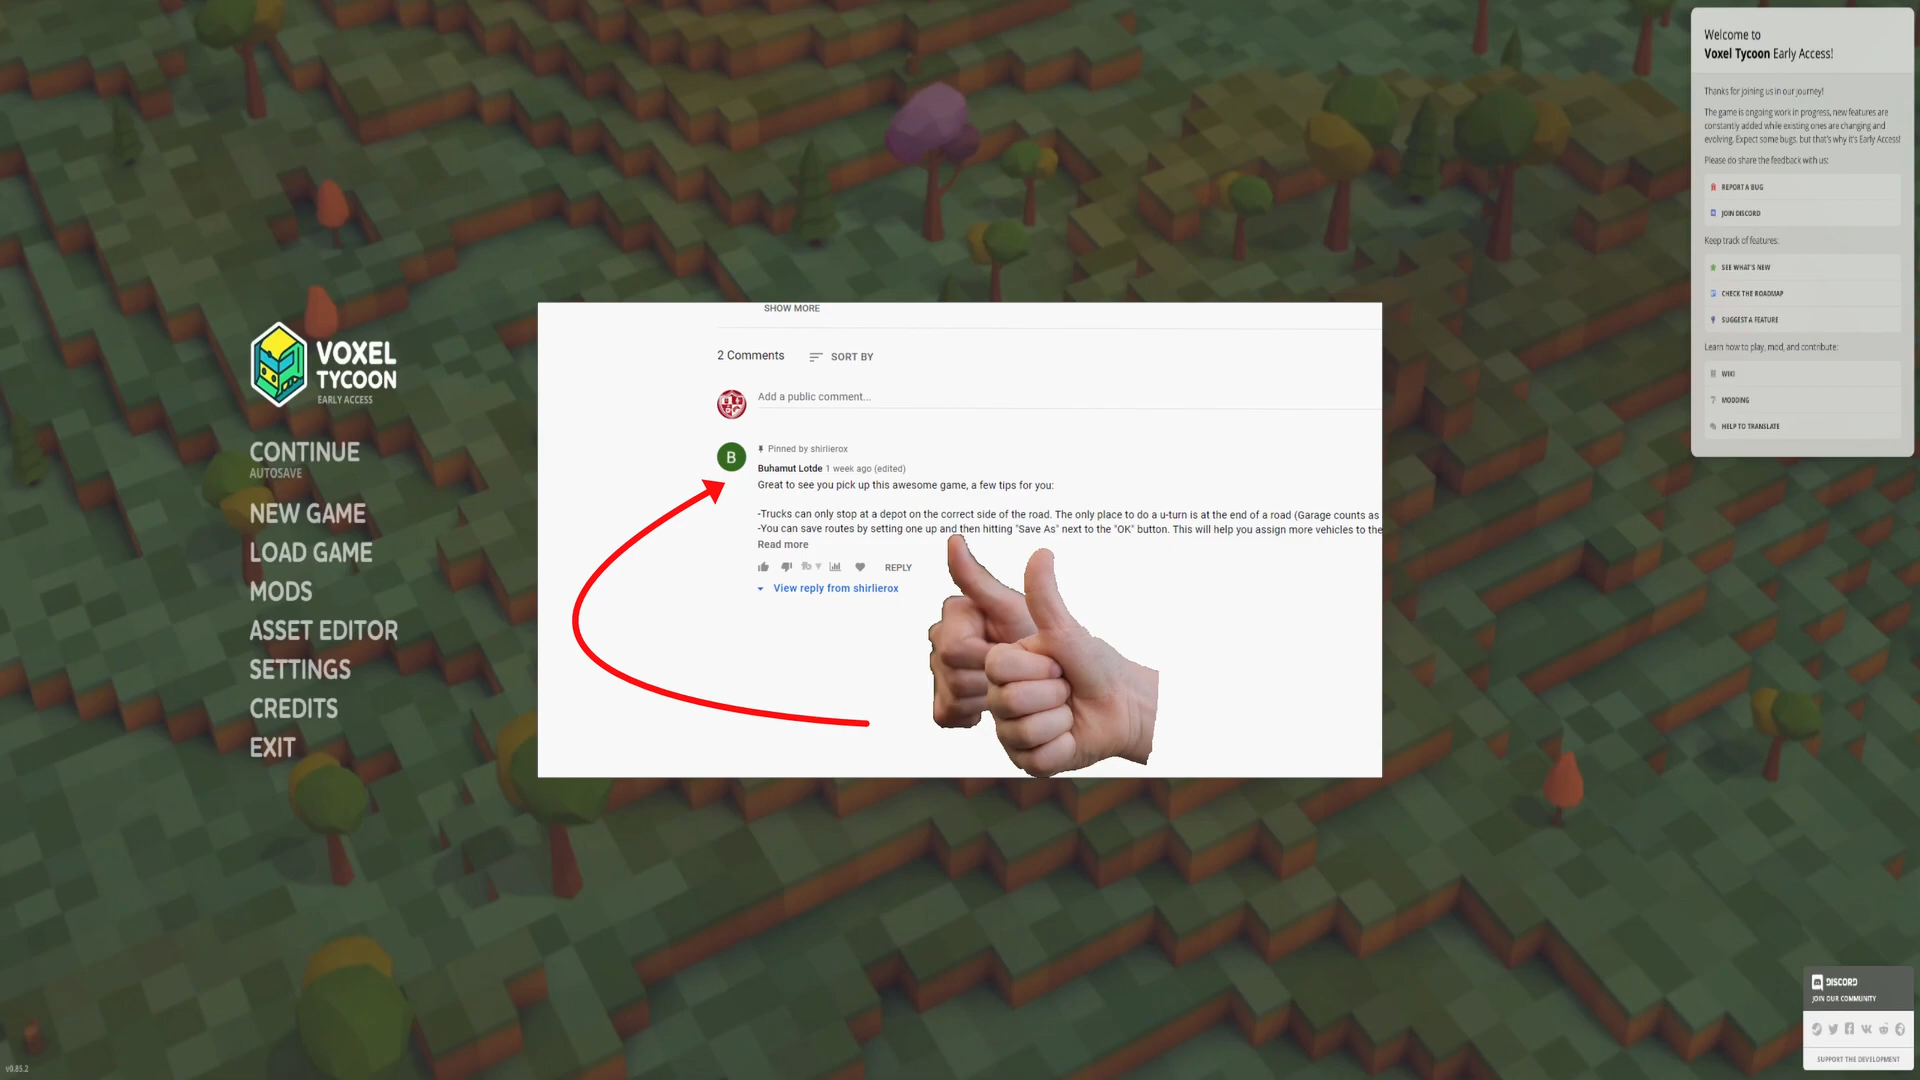 VOXEL
TYCOON
EARLY ACCESS
CONTINUE
AUTOSAVE
NEW GAME
LOAD GAME
MODS
ASSET EDITOR
SETTINGS
CREDITS
EXIT
v0.85.2
SHOW MORE
2 Comments
SORT BY
Add a public comment...
B
Pinned by shirlierox
Buhamut Lotde 1 week ago (edited)
Great to see you pick up this awesome game, a few tips for you:
-Trucks can only stop at a depot on the correct side of the road. The only place to do a u-turn is at the end of a road (Garage counts as
-You can save routes by setting one up and then hitting "Save As" next to the "OK" button. This will help you assign more vehicles to the
Read more
REPLY
View reply from shirlierox
Welcome to
Voxel Tycoon Early Access!
Thanks for joining us in our journey!
The game is ongoing work in progress, new features are
constantly added while existing ones are changing and
evolving. Expect some bugs, but that's why it's Early Access!
Please do share the feedback with us:
REPORT A BUG
JOIN DISCORD
Keep track of features:
SEE WHAT'S NEW
CHECK THE ROADMAP
SUGGEST A FEATURE
Learn how to play, mod, and contribute:
WIKI
MODDING
HELP TO TRANSLATE
DISCORD
JOIN OUR COMMUNITY
SUPPORT THE DEVELOPMENT